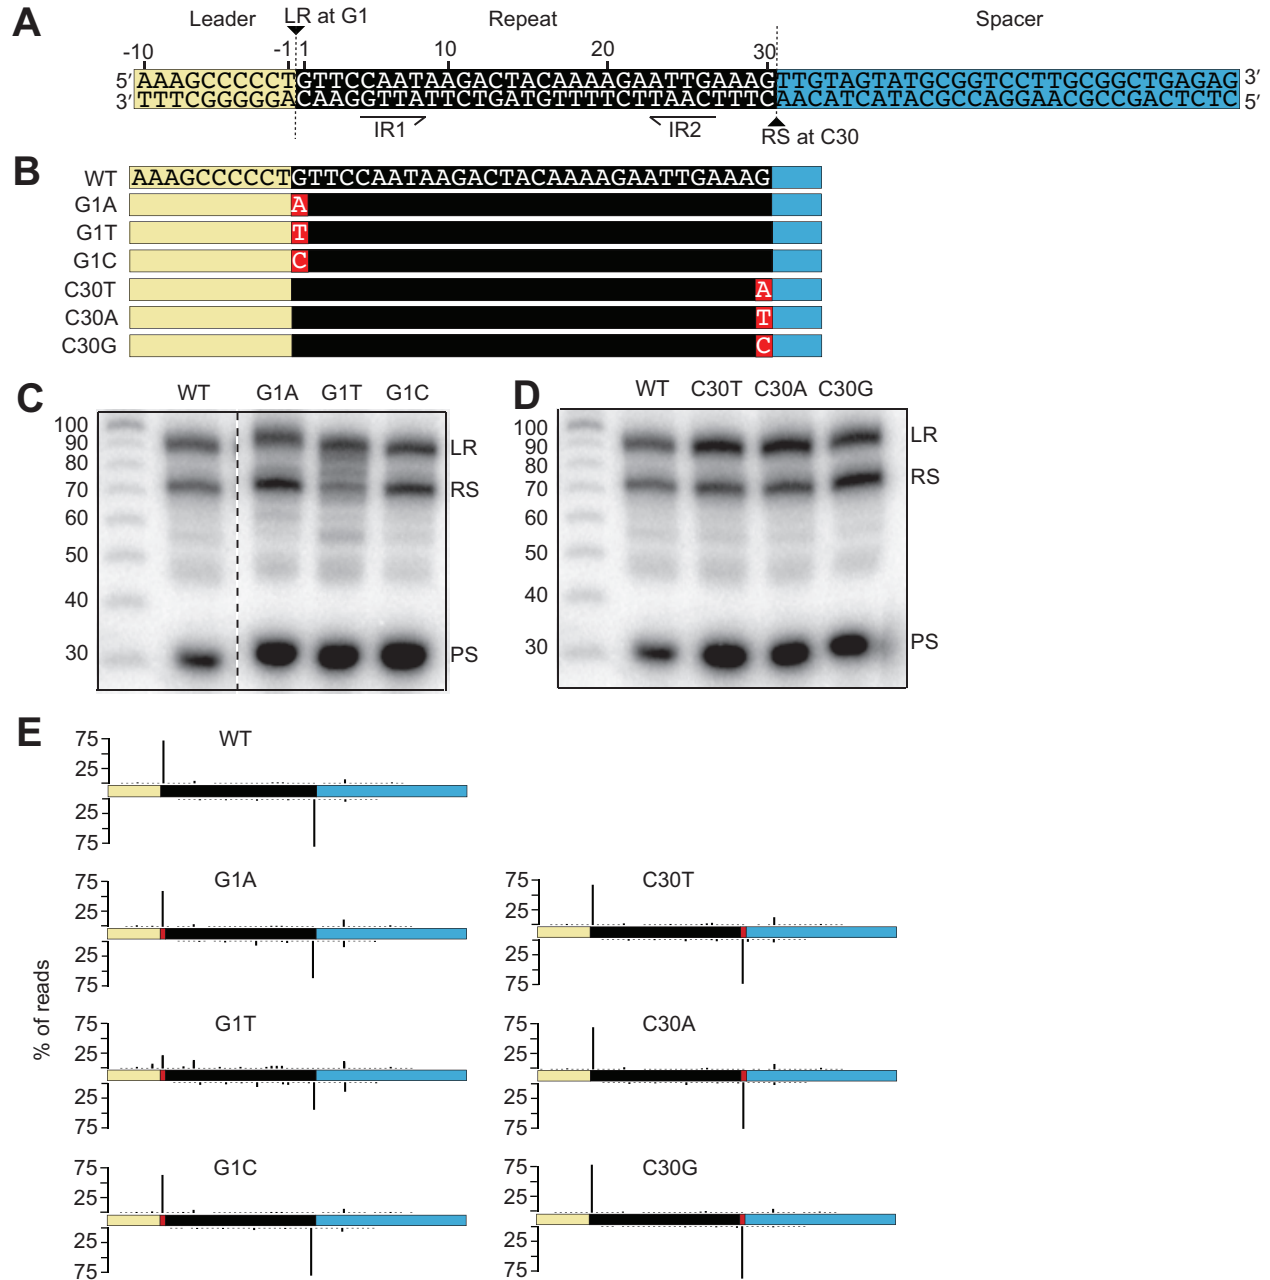 A
Leader LR at G1 Repeat Spacer
-10 -1 1 10 20 30
5′ AAAGCCCCCTGTTCCAATAAGACTACAAAAGAATTGAAAGTTGTAGTATGCGGTCCTTGCGGCTGAGAG 3′
3′ TTTCGGGGGACAAGGTTATTCTGATGTTTTCTTAACTTTCAACATCATACGCCAGGAACGCCGACTCTC 5′
IR1 IR2 RS at C30
B
WT AAAGCCCCCTGTTCCAATAAGACTACAAAAGAATTGAAAG
G1A A
G1T T
G1C C
C30T A
C30A T
C30G C
C
WT G1A G1T G1C
100
90
80
70
60
50
40
30
LR
RS
PS
D
WT C30T C30A C30G
100
90
80
70
60
50
40
30
LR
RS
PS
E
% of reads
WT
75
25
25
75
G1A
75
25
25
75
C30T
75
25
25
75
G1T
75
25
25
75
C30A
75
25
25
75
G1C
75
25
25
75
C30G
75
25
25
75